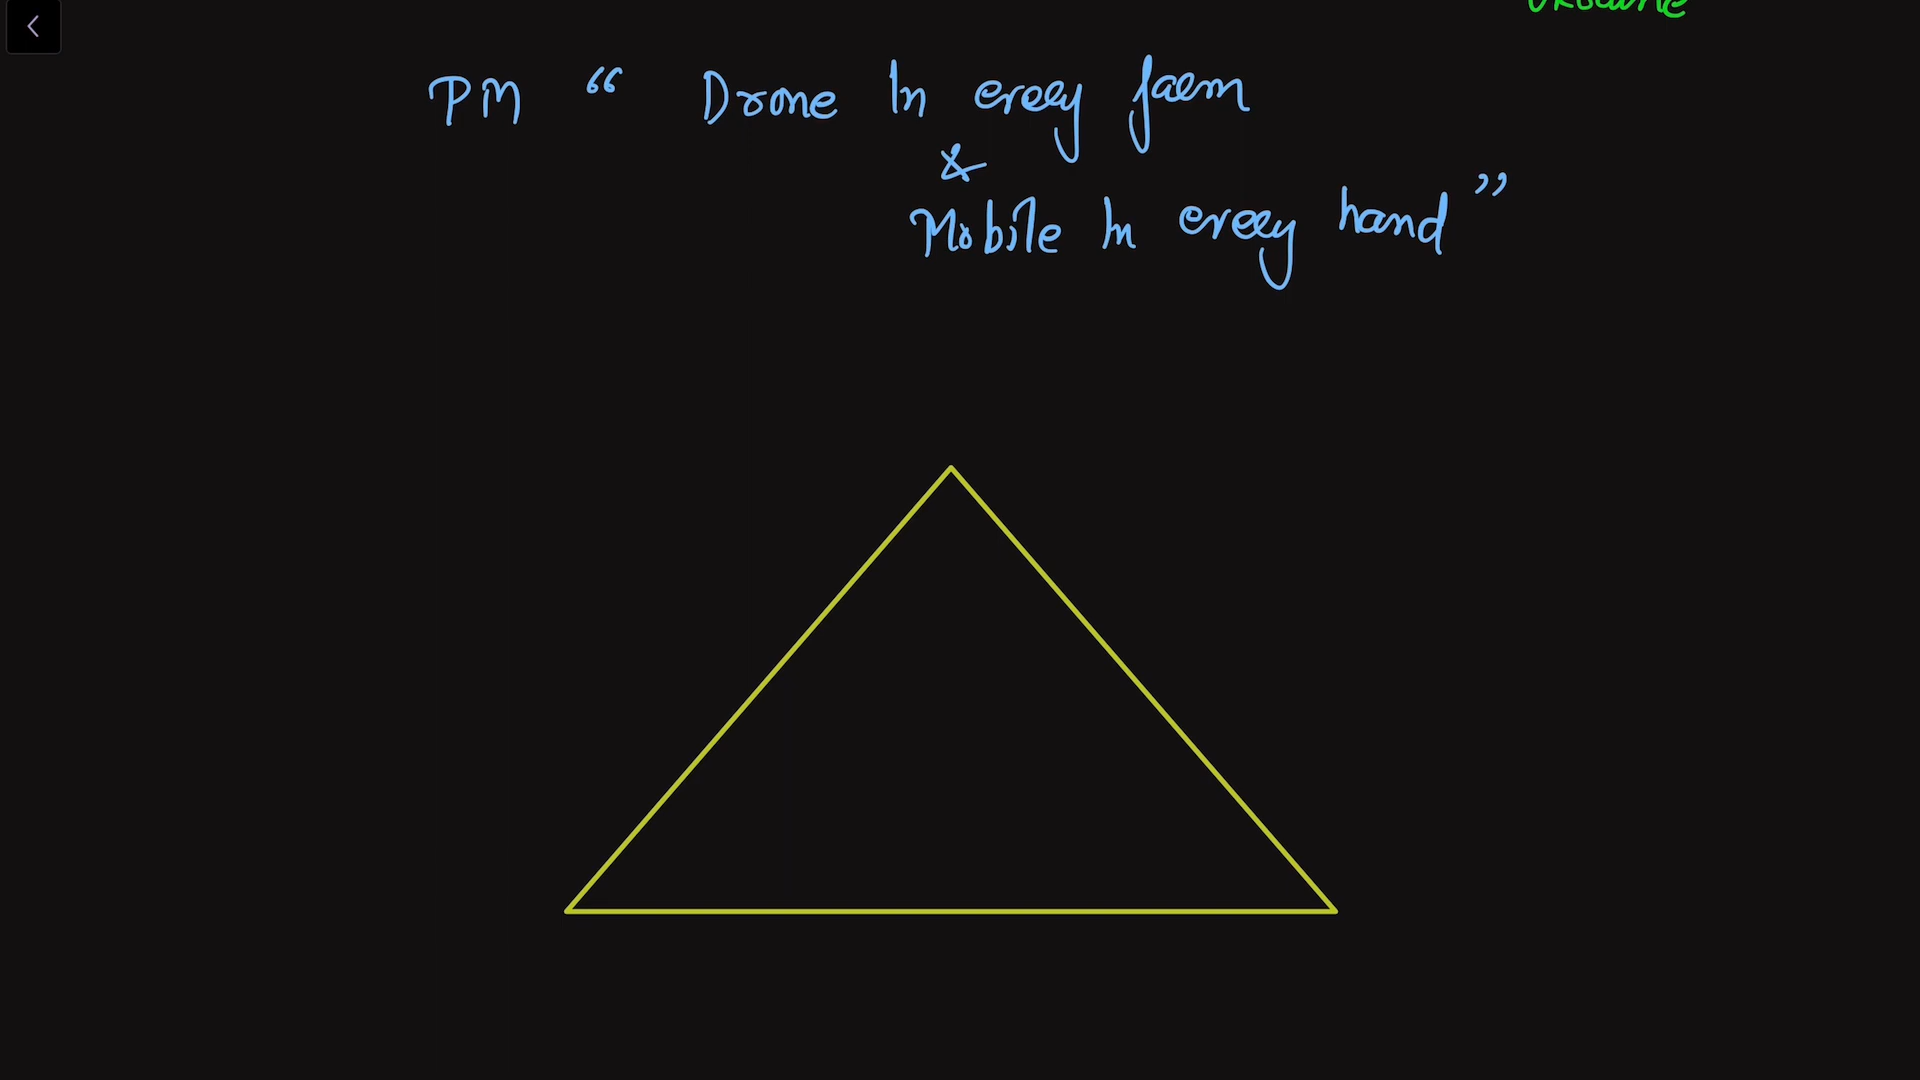 PM “ Drone In every farm
&
Mobile In every hand ”